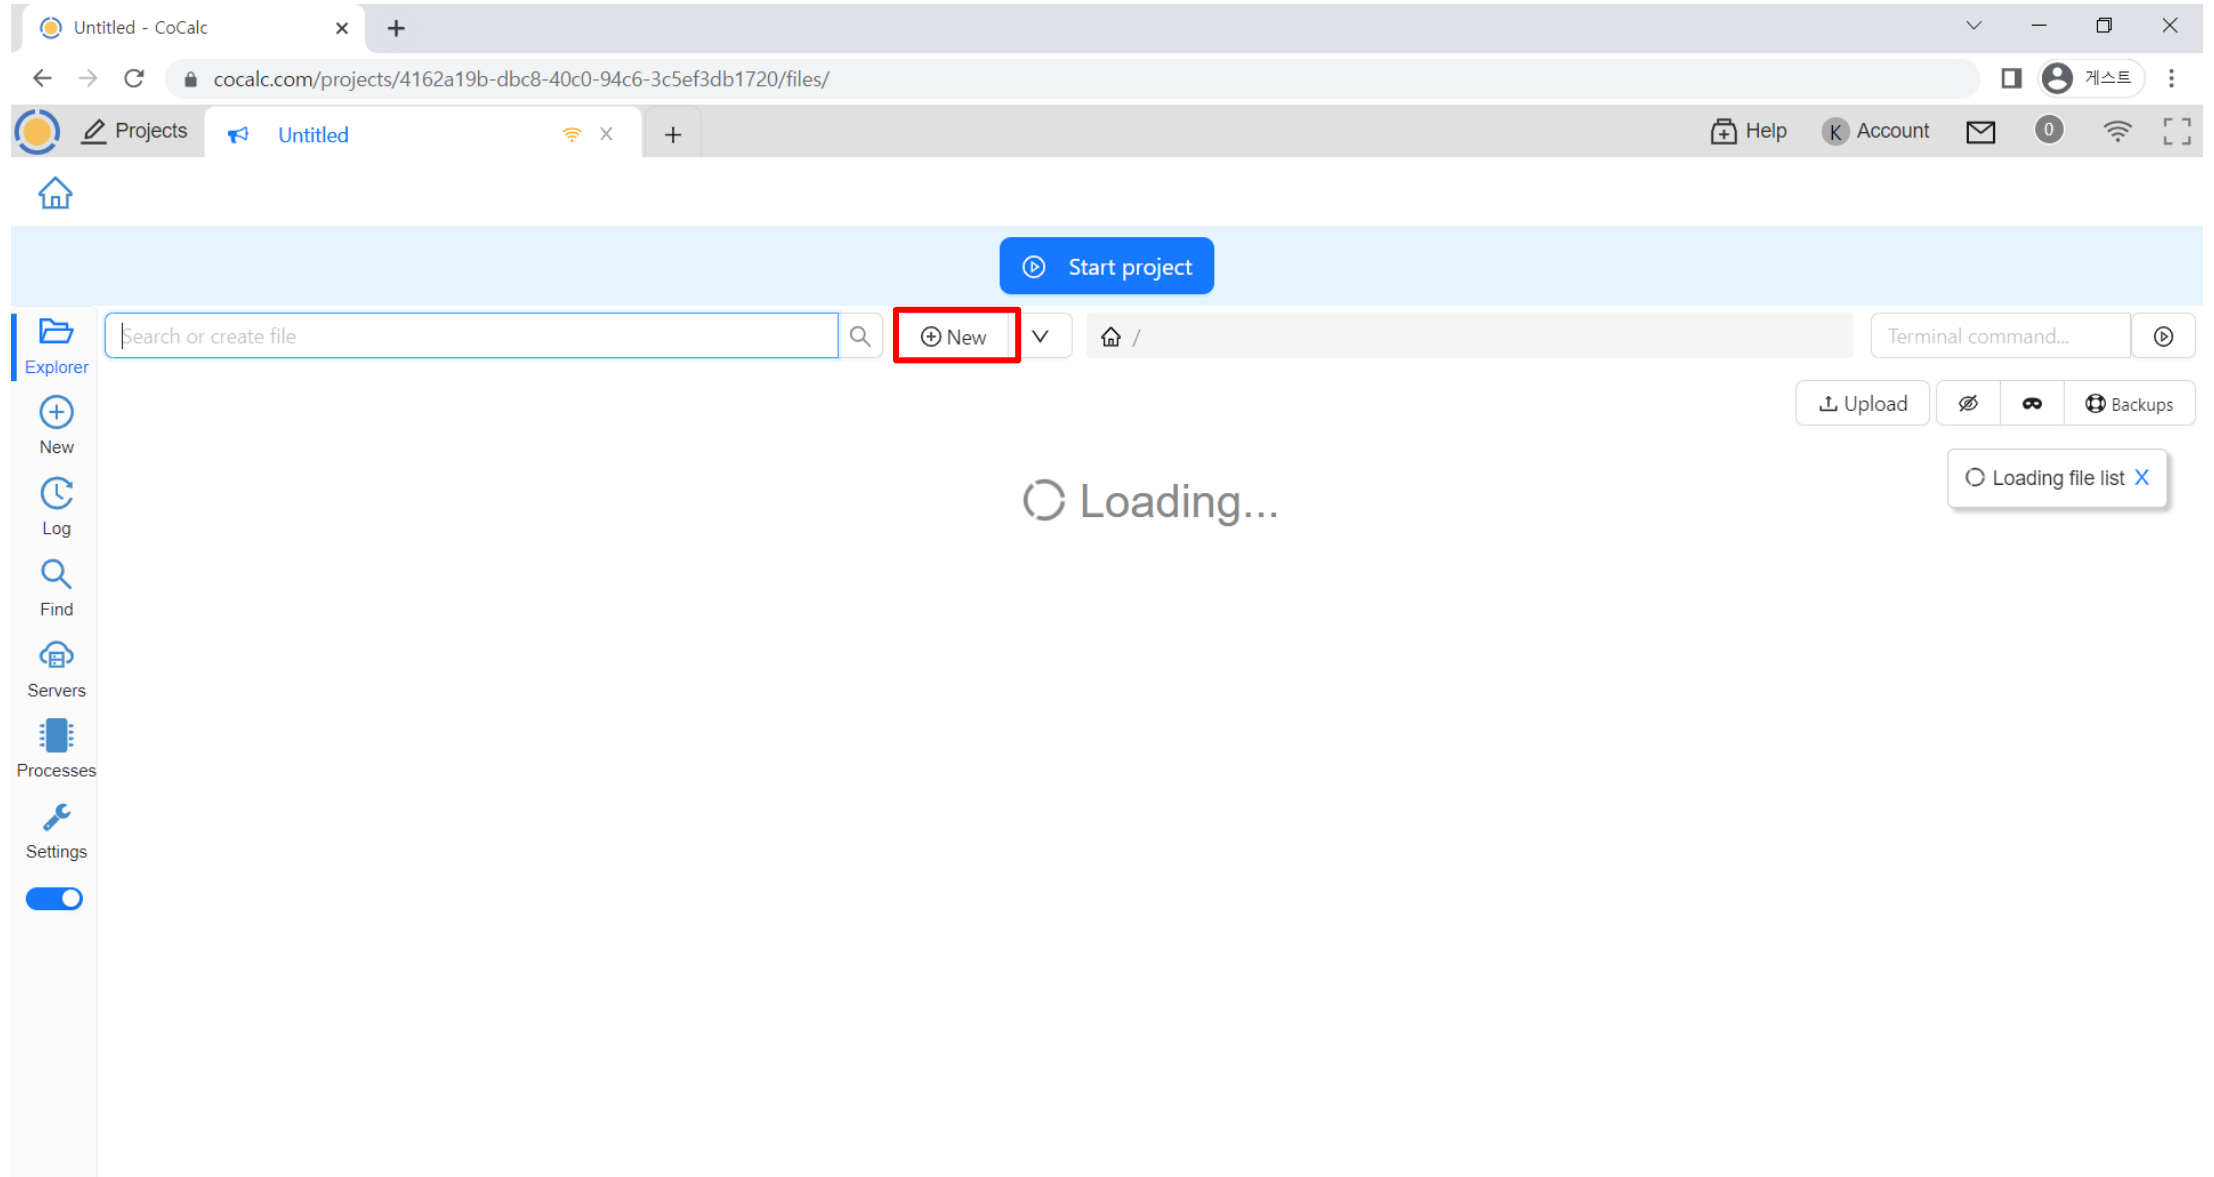 Untitled - CoCalc
cocalc.com/projects/4162a19b-dbc8-40c0-94c6-3c5ef3db1720/files/
게스트
Projects
Untitled
Help
K Account
0
Start project
Explorer
Search or create file
New
/
Terminal command...
Upload
Backups
New
Loading...
Loading file list X
Log
Find
Servers
Processes
Settings